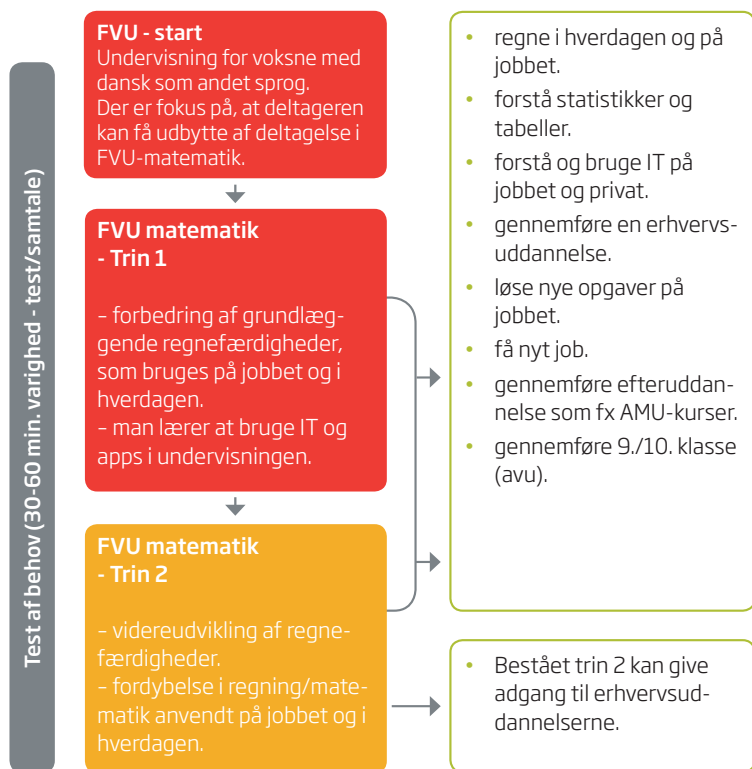 Test af behov (30-60 min. varighed - test/samtale)
FVU - start
Undervisning for voksne med
dansk som andet sprog.
Der er fokus på, at deltageren
kan få udbytte af deltagelse i
FVU-matematik.
FVU matematik
- Trin 1
– forbedring af grundlæg-
gende regnefærdigheder,
som bruges på jobbet og i
hverdagen.
– man lærer at bruge IT og
apps i undervisningen.
FVU matematik
- Trin 2
– videreudvikling af regne-
færdigheder.
– fordybelse i regning/mate-
matik anvendt på jobbet og i
hverdagen.
• regne i hverdagen og på
jobbet.
• forstå statistikker og
tabeller.
• forstå og bruge IT på
jobbet og privat.
• gennemføre en erhvervs-
uddannelse.
• løse nye opgaver på
jobbet.
• få nyt job.
• gennemføre efteruddan-
nelse som fx AMU-kurser.
• gennemføre 9./10. klasse
(avu).
• Bestået trin 2 kan give
adgang til erhvervsud-
dannelserne.